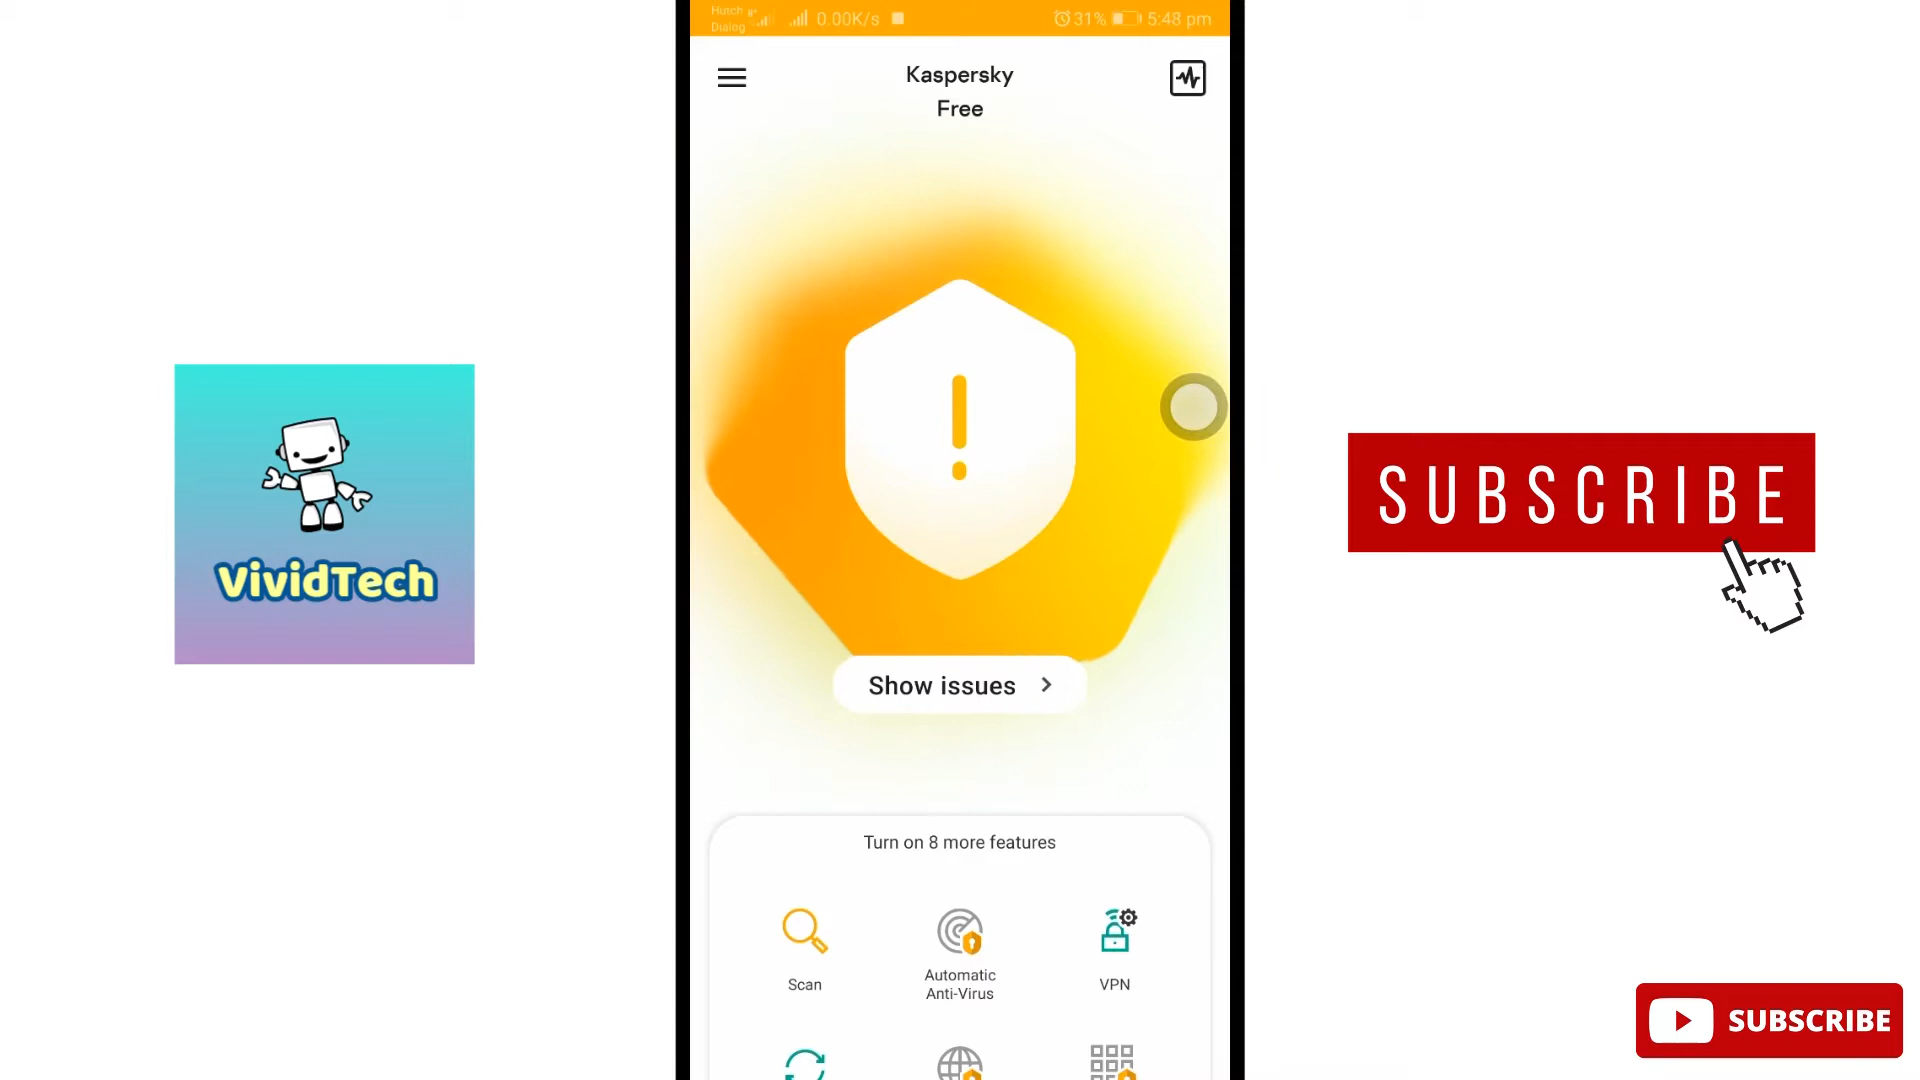 Hutch
Dialog
0.00K/s
31%
5:48 pm
Kaspersky
Free
VividTech
SUBSCRIBE
Show issues
Turn on 8 more features
Scan
Automatic
Anti-Virus
VPN
SUBSCRIBE